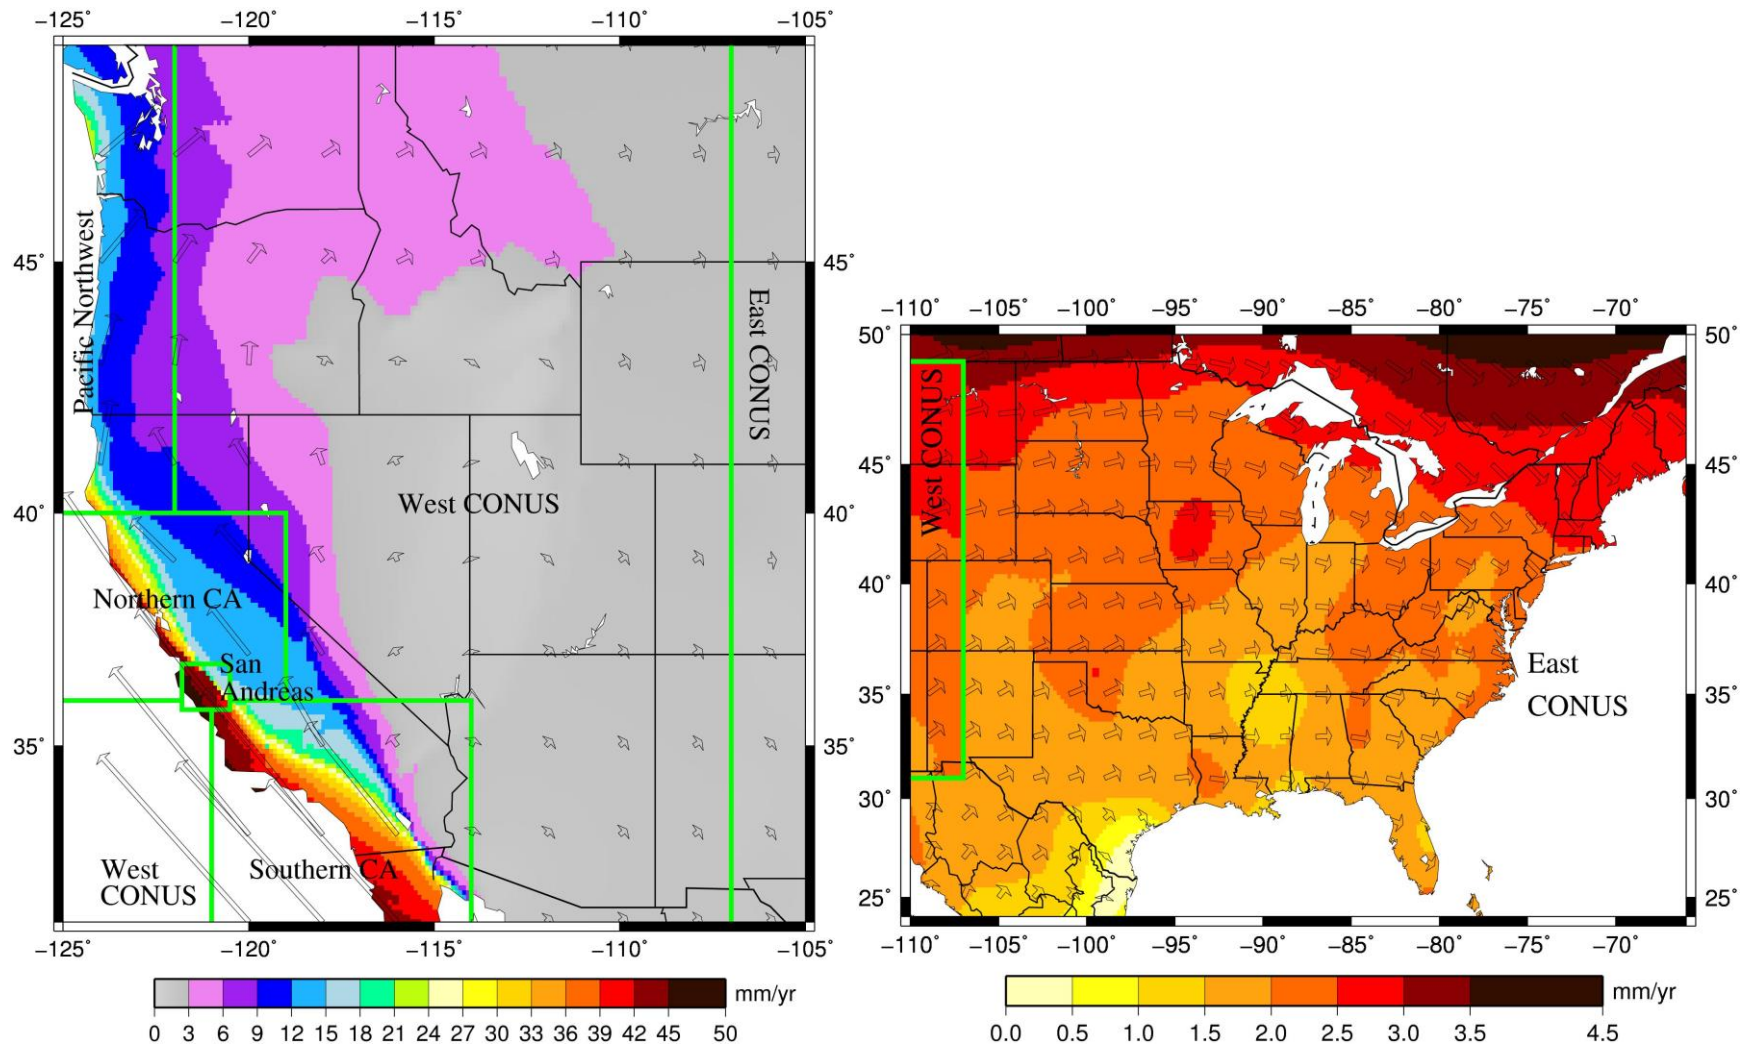 −125˚ −120˚ −115˚ −110˚ −105˚
45˚ 45˚
40˚ 40˚
35˚ 35˚
Pacific Northwest
East CONUS
West CONUS
Northern CA
San
Andreas
West
CONUS
Southern CA
−125˚ −120˚ −115˚ −110˚ −105˚
mm/yr
0 3 6 9 12 15 18 21 24 27 30 33 36 39 42 45 50
−110˚ −105˚ −100˚ −95˚ −90˚ −85˚ −80˚ −75˚ −70˚
50˚ 50˚
West CONUS
45˚ 45˚
40˚ 40˚
East
CONUS
35˚ 35˚
30˚ 30˚
25˚ 25˚
−110˚ −105˚ −100˚ −95˚ −90˚ −85˚ −80˚ −75˚ −70˚
mm/yr
0.0 0.5 1.0 1.5 2.0 2.5 3.0 3.5 4.5